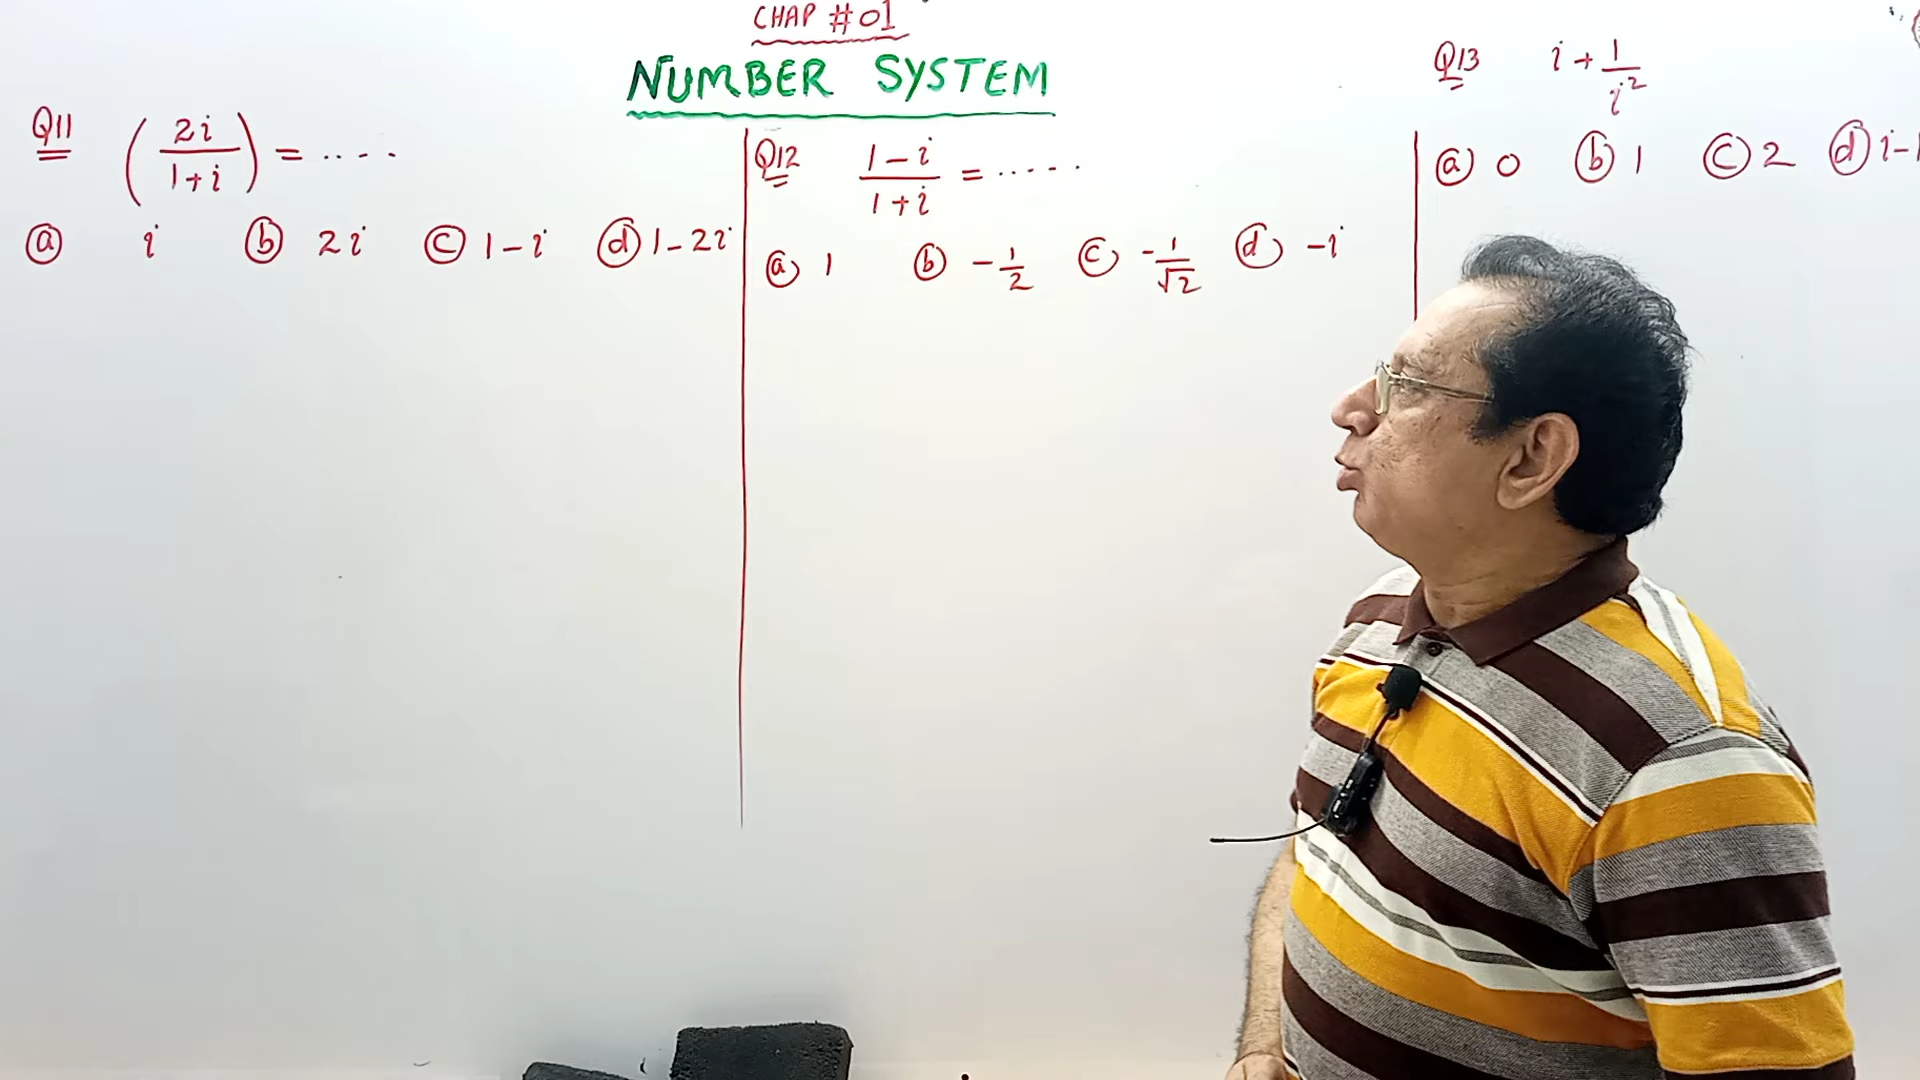 CHAP #01
NUMBER SYSTEM
Q11 (2i/1+i) = ....
ⓐ i ⓑ 2i ⓒ 1-i ⓓ 1-2i
Q12 1-i/1+i = .....
ⓐ 1 ⓑ -1/2 ⓒ -1/√2 ⓓ -i
Q13 i+1/i²
ⓐ 0 ⓑ 1 ⓒ 2 ⓓ i-1